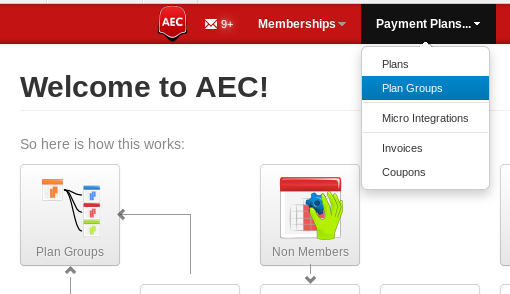 AEC 9+ Memberships Payment Plans...
Plans
Plan Groups
Micro Integrations
Invoices
Coupons
Welcome to AEC!
So here is how this works:
Plan Groups
Non Members